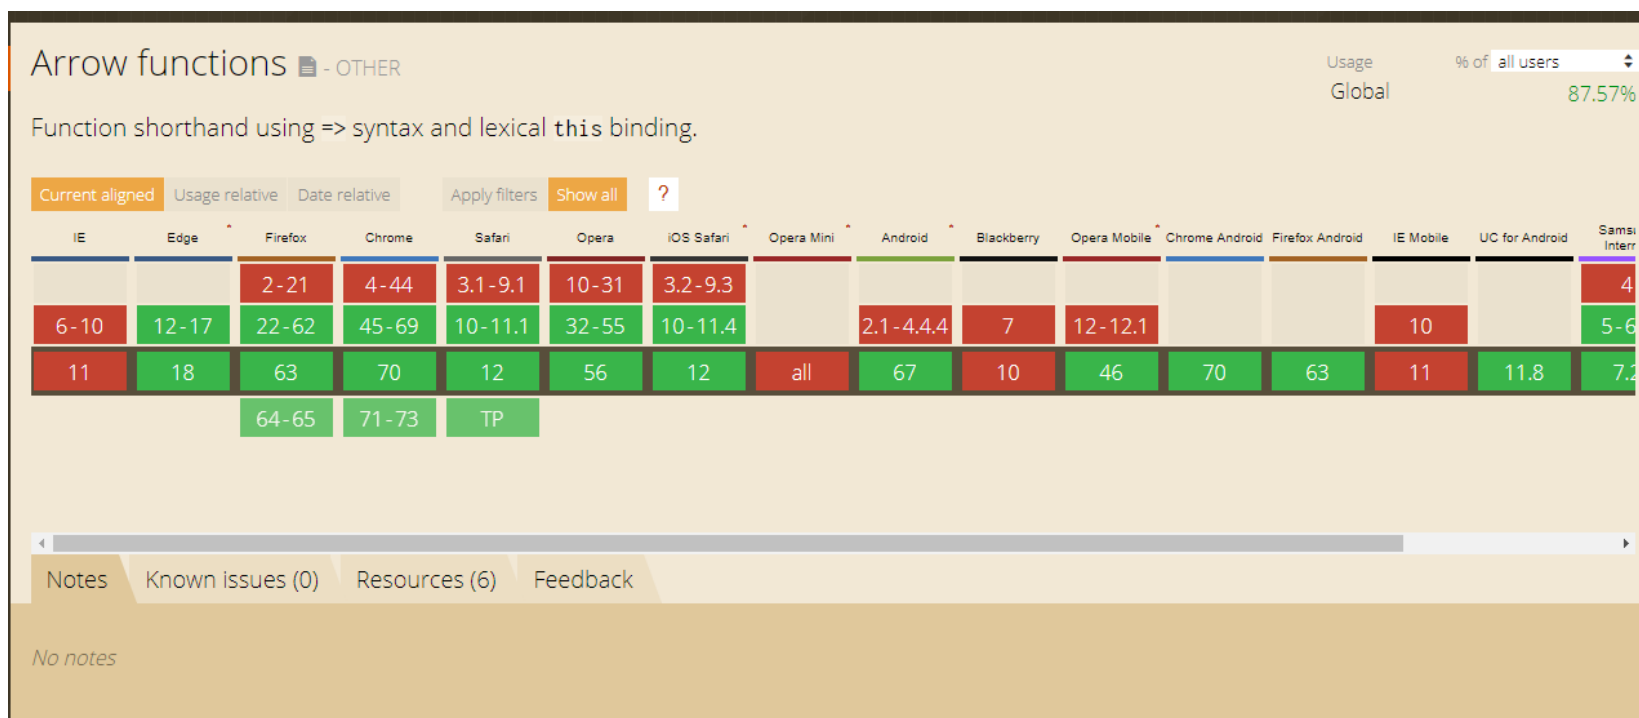 Arrow functions - OTHER
Usage % of all users
Global 87.57%
Function shorthand using => syntax and lexical this binding.
Current aligned Usage relative Date relative Apply filters Show all ?
IE Edge * Firefox Chrome Safari Opera iOS Safari * Opera Mini * Android * Blackberry Opera Mobile * Chrome Android Firefox Android IE Mobile UC for Android
2-21 4-44 3.1-9.1 10-31 3.2-9.3 4
6-10 12-17 22-62 45-69 10-11.1 32-55 10-11.4 2.1-4.4.4 7 12-12.1 10 5-6
11 18 63 70 12 56 12 all 67 10 46 70 63 11 11.8 7.2
64-65 71-73 TP
Notes Known issues (0) Resources (6) Feedback
No notes